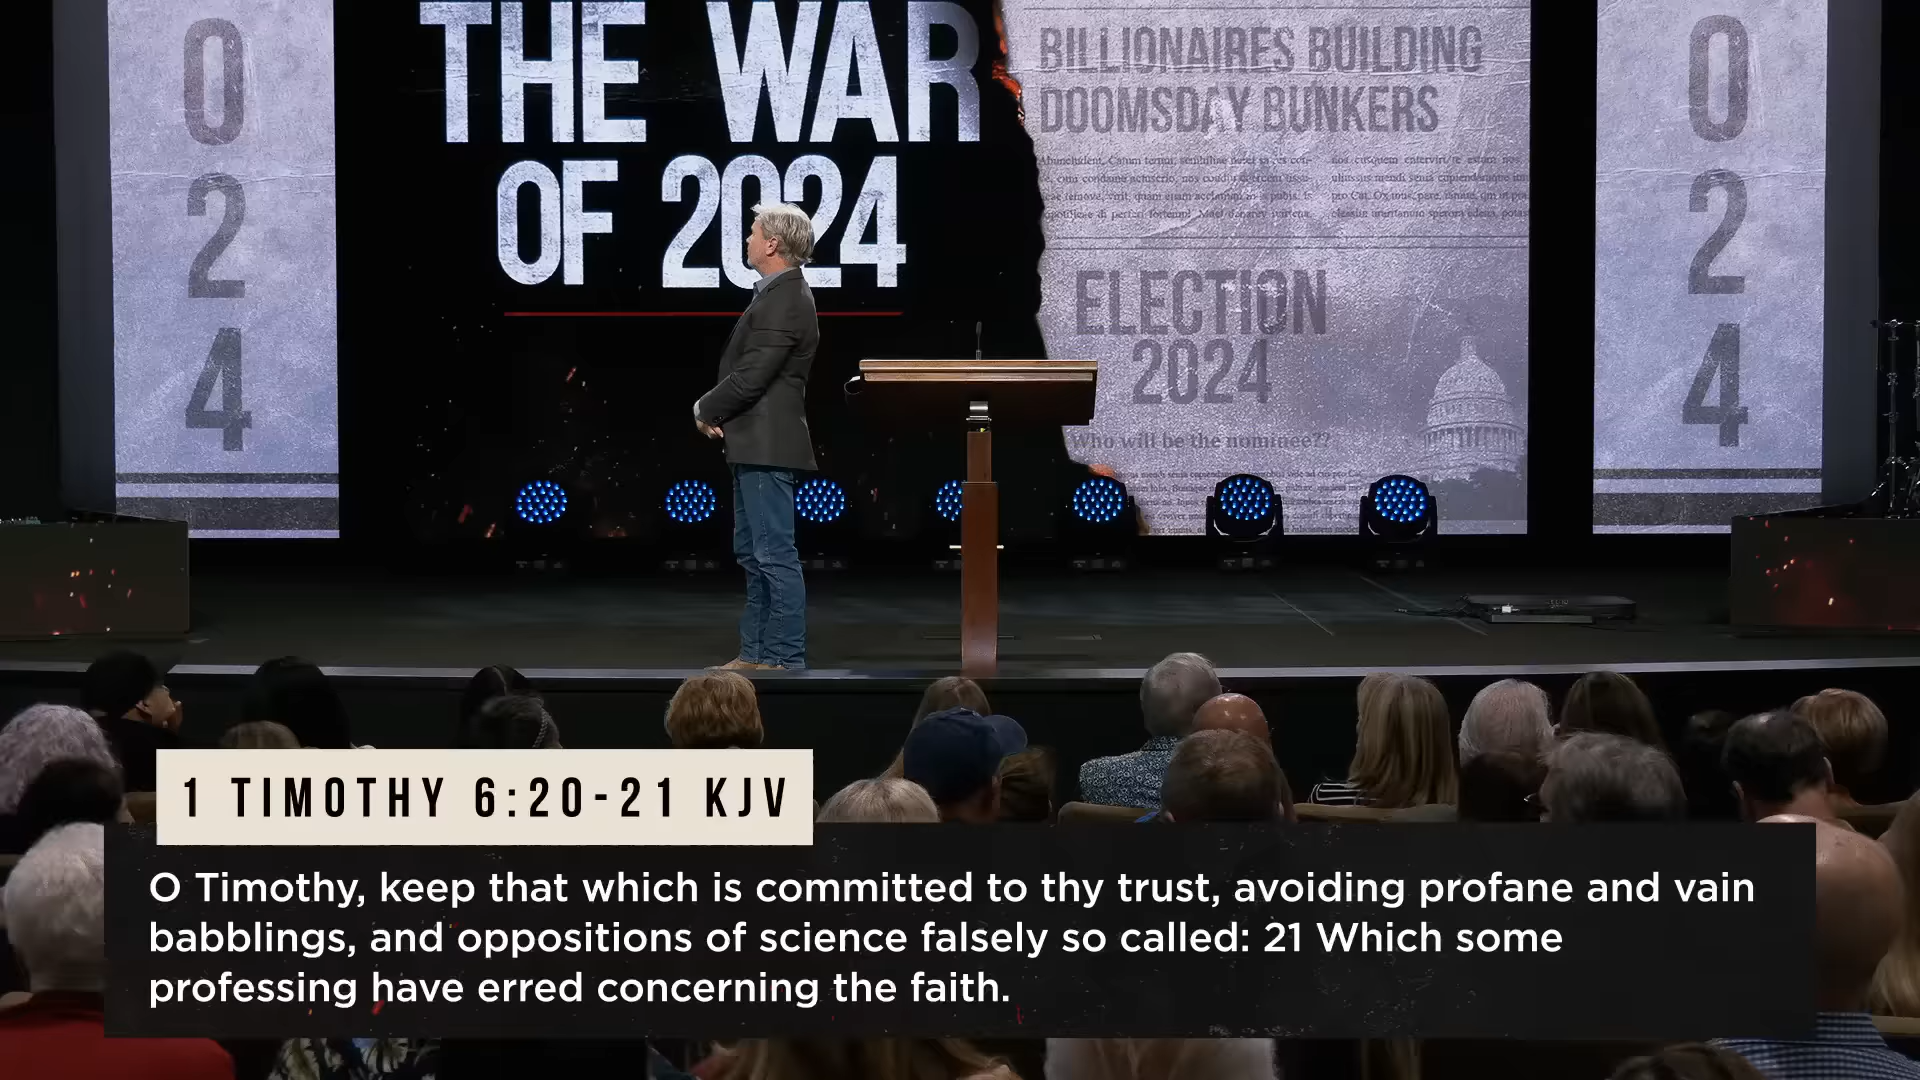 THE WAR
OF 2024
BILLIONAIRES BUILDING
DOOMSDAY BUNKERS
ELECTION
2024
Who will be the nominee??
0
2
4
0
2
4
1 TIMOTHY 6:20-21 KJV
O Timothy, keep that which is committed to thy trust, avoiding profane and vain
babblings, and oppositions of science falsely so called: 21 Which some
professing have erred concerning the faith.